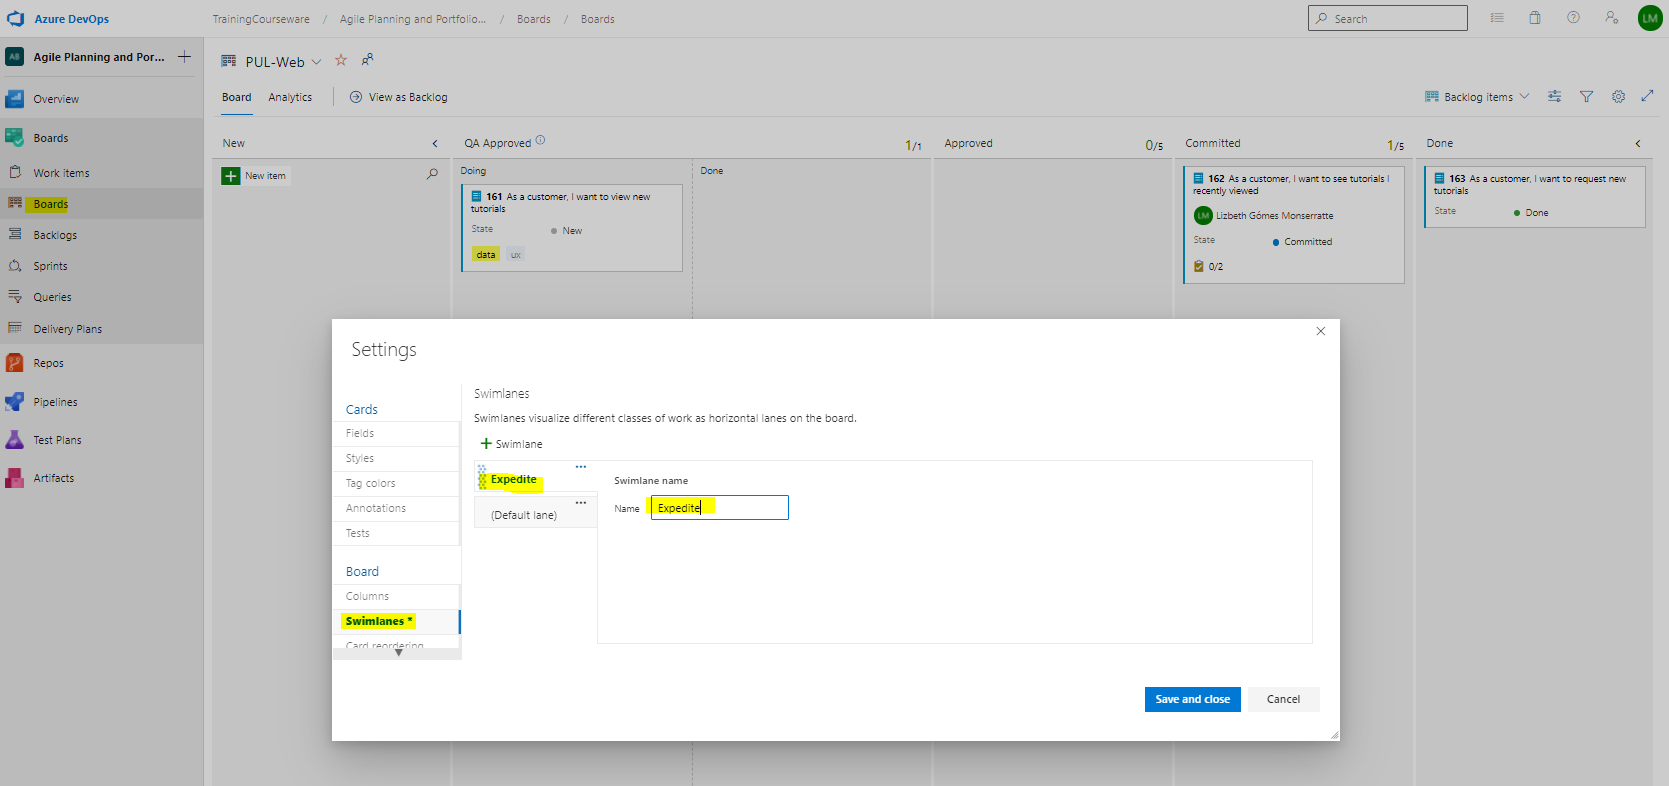 Azure DevOps
TrainingCourseware / Agile Planning and Portfolio... / Boards / Boards
Search
LM
AB
Agile Planning and Por...
Overview
Boards
Work items
Boards
Backlogs
Sprints
Queries
Delivery Plans
Repos
Pipelines
Test Plans
Artifacts
PUL-Web
Board
Analytics
View as Backlog
Backlog items
New
New item
QA Approved
1/1
Doing
Done
161 As a customer, I want to view new
tutorials
State
New
data
ux
Approved
0/5
Committed
1/5
162 As a customer, I want to see tutorials I
recently viewed
LM
Lizbeth Gómes Monserratte
State
Committed
0/2
Done
163 As a customer, I want to request new
tutorials
State
Done
Settings
Cards
Fields
Styles
Tag colors
Annotations
Tests
Board
Columns
Swimlanes *
Card reordering
Swimlanes
Swimlanes visualize different classes of work as horizontal lanes on the board.
Swimlane
Expedite
(Default lane)
Swimlane name
Name
Expedite
Save and close
Cancel